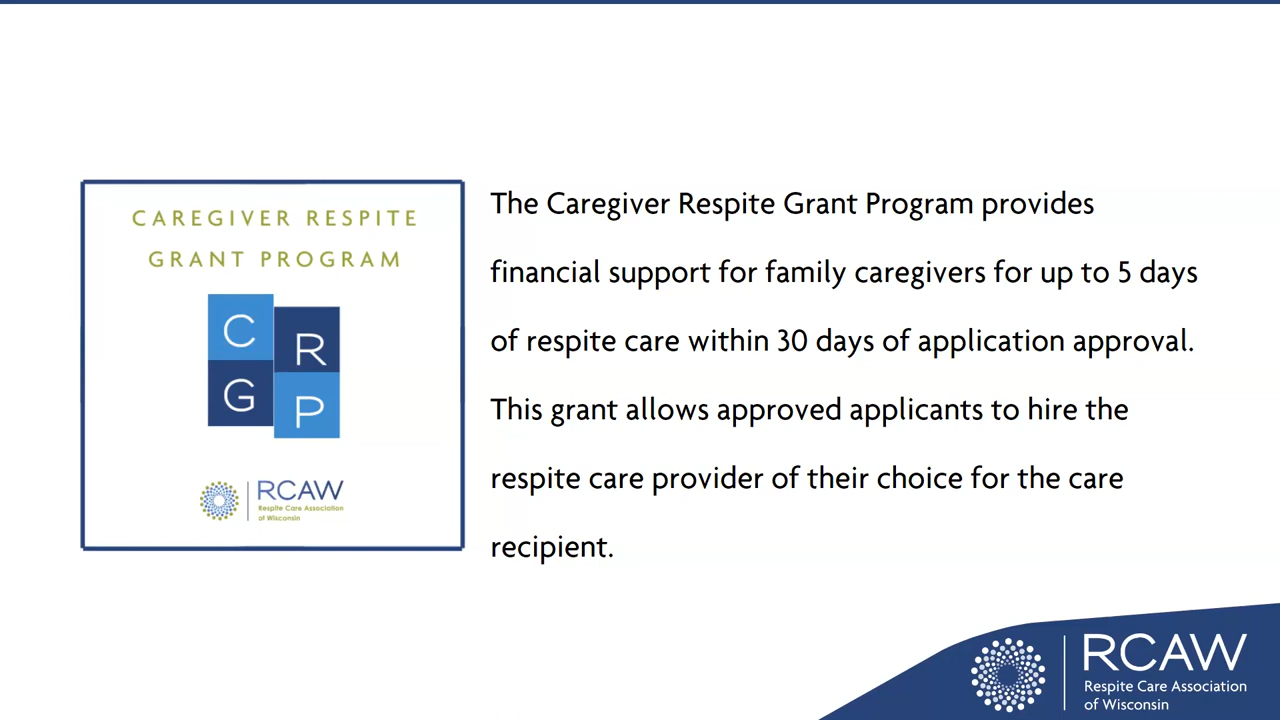 CAREGIVER RESPITE
GRANT PROGRAM
C
R
G
P
RCAW
Respite Care Association
of Wisconsin
The Caregiver Respite Grant Program provides
financial support for family caregivers for up to 5 days
of respite care within 30 days of application approval.
This grant allows approved applicants to hire the
respite care provider of their choice for the care
recipient.
RCAW
Respite Care Association
of Wisconsin